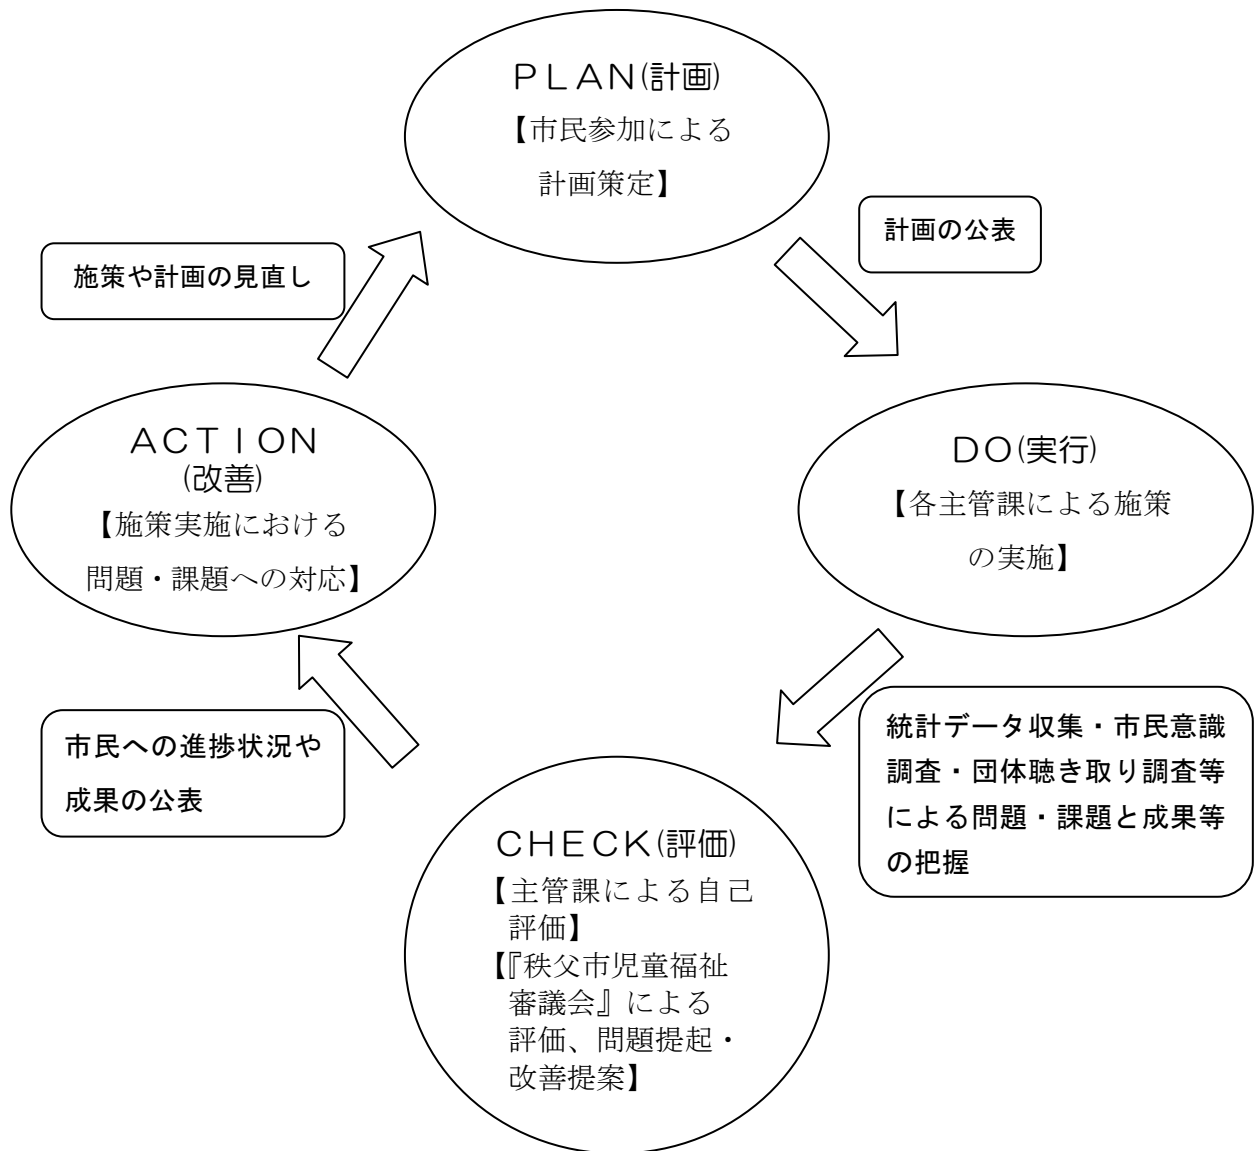 ＰＬＡＮ(計画)
【市民参加による
計画策定】
計画の公表
施策や計画の見直し
ＡＣＴＩＯＮ
(改善)
【施策実施における
問題・課題への対応】
ＤＯ(実行)
【各主管課による施策
の実施】
市民への進捗状況や
成果の公表
統計データ収集・市民意識
調査・団体聴き取り調査等
による問題・課題と成果等
の把握
ＣＨＥＣＫ(評価)
【主管課による自己
評価】
【『秩父市児童福祉
審議会』による
評価、問題提起・
改善提案】